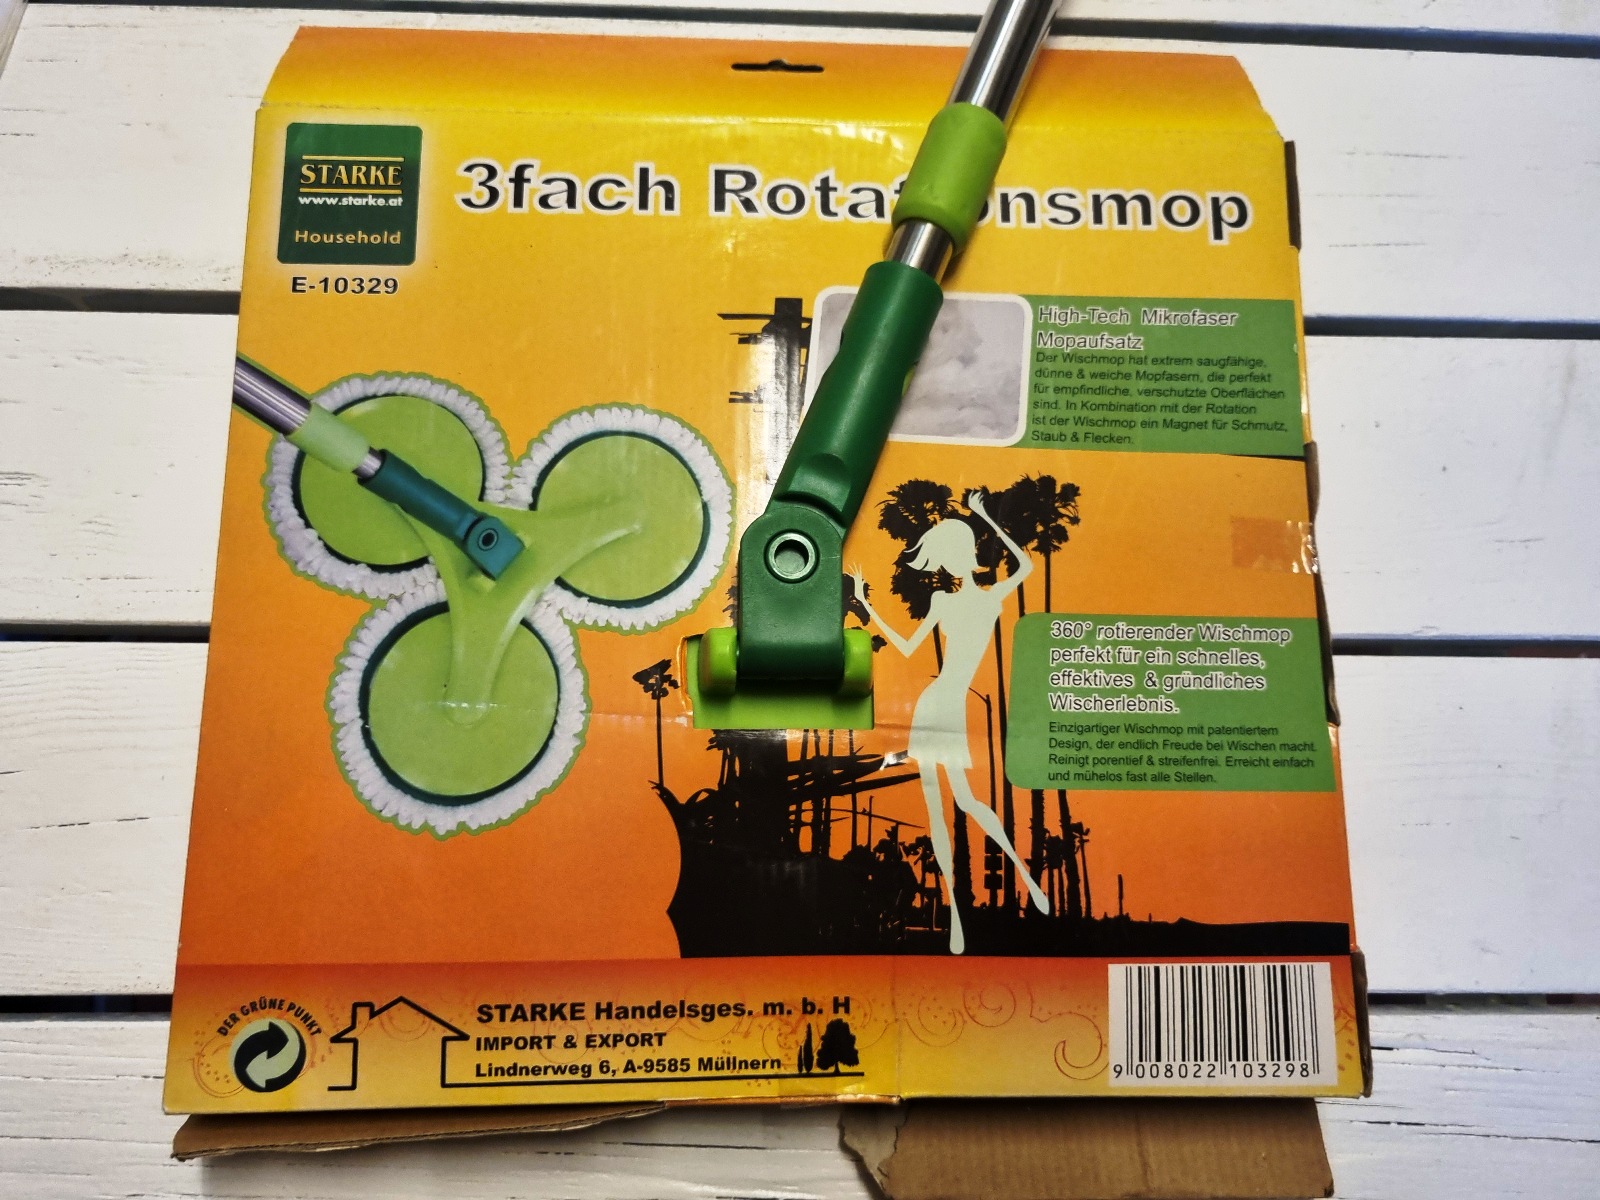 STARKE
www.starke.at
Household
E-10329
3fach Rotationsmop
High-Tech Mikrofaser
Mopaufsatz
Der Wischmop hat extrem saugfähige,
dünne & weiche Mopfasern, die perfekt
für empfindliche, verschutzte Oberflächen
sind. In Kombination mit der Rotation
ist der Wischmop ein Magnet für Schmutz,
Staub & Flecken.
360° rotierender Wischmop
perfekt für ein schnelles,
effektives & gründliches
Wischerlebnis.
Einzigartiger Wischmop mit patentiertem
Design, der endlich Freude bei Wischen macht.
Reinigt porentief & streifenfrei. Erreicht einfach
und mühelos fast alle Stellen.
DER GRÜNE PUNKT
STARKE Handelsges. m. b. H
IMPORT & EXPORT
Lindnerweg 6, A-9585 Müllnern
9 008022 103298